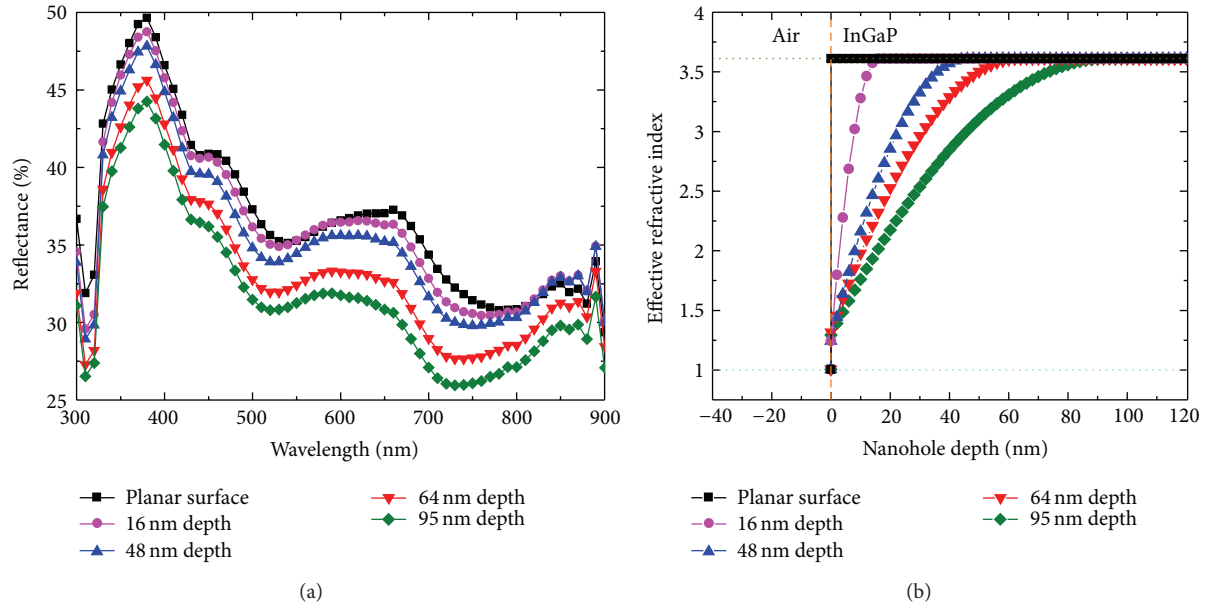 50
45
40
35
30
25
Reflectance (%)
300
400
500
600
700
800
900
Wavelength (nm)
Planar surface
16 nm depth
48 nm depth
64 nm depth
95 nm depth
(a)
Air
InGaP
4
3.5
3
2.5
2
1.5
1
Effective refractive index
−40
−20
0
20
40
60
80
100
120
Nanohole depth (nm)
Planar surface
16 nm depth
48 nm depth
64 nm depth
95 nm depth
(b)